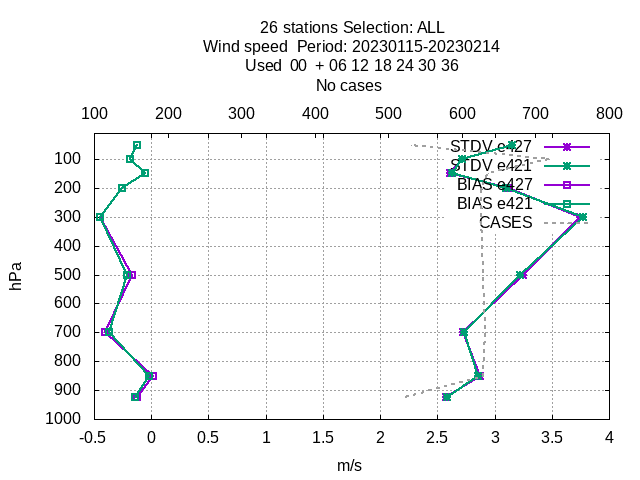 26 stations Selection: ALL
Wind speed  Period: 20230115-20230214
Used  00  + 06 12 18 24 30 36
No cases
100 200 300 400 500 600 700 800
STDV e427
STDV e421
BIAS e427
BIAS e421
CASES
100
200
300
400
500
600
700
800
900
1000
hPa
-0.5 0 0.5 1 1.5 2 2.5 3 3.5 4
m/s